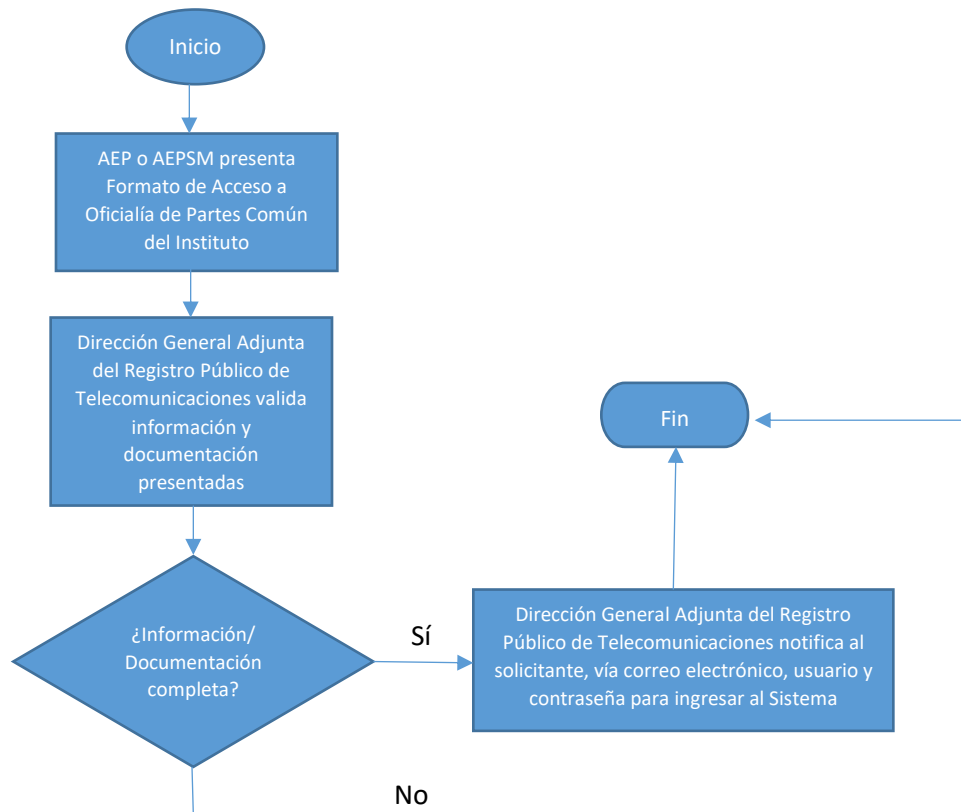 Inicio
AEP o AEPSM presenta
Formato de Acceso a
Oficialía de Partes Común
del Instituto
Dirección General Adjunta
del Registro Público de
Telecomunicaciones valida
información y
documentación
presentadas
¿Información/
Documentación
completa?
Sí
Dirección General Adjunta del Registro
Público de Telecomunicaciones notifica al
solicitante, vía correo electrónico, usuario y
contraseña para ingresar al Sistema
Fin
No